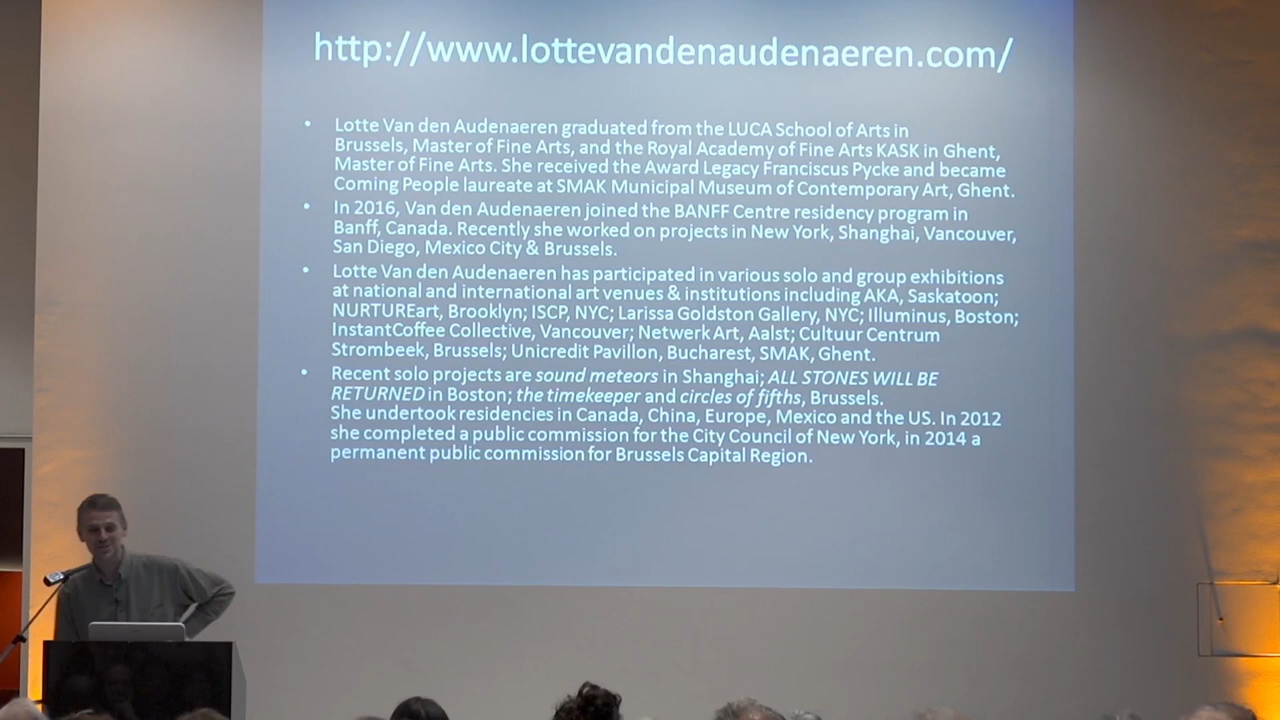 http://www.lottevandenaudenaeren.com/
• Lotte Van den Audenaeren graduated from the LUCA School of Arts in
Brussels, Master of Fine Arts, and the Royal Academy of Fine Arts KASK in Ghent,
Master of Fine Arts. She received the Award Legacy Franciscus Pycke and became
Coming People laureate at SMAK Municipal Museum of Contemporary Art, Ghent.
• In 2016, Van den Audenaeren joined the BANFF Centre residency program in
Banff, Canada. Recently she worked on projects in New York, Shanghai, Vancouver,
San Diego, Mexico City & Brussels.
• Lotte Van den Audenaeren has participated in various solo and group exhibitions
at national and international art venues & institutions including AKA, Saskatoon;
NURTUREart, Brooklyn; ISCP, NYC; Larissa Goldston Gallery, NYC; Illuminus, Boston;
InstantCoffee Collective, Vancouver; Netwerk Art, Aalst; Cultuur Centrum
Strombeek, Brussels; Unicredit Pavillon, Bucharest, SMAK, Ghent.
• Recent solo projects are sound meteors in Shanghai; ALL STONES WILL BE
RETURNED in Boston; the timekeeper and circles of fifths, Brussels.
She undertook residencies in Canada, China, Europe, Mexico and the US. In 2012
she completed a public commission for the City Council of New York, in 2014 a
permanent public commission for Brussels Capital Region.